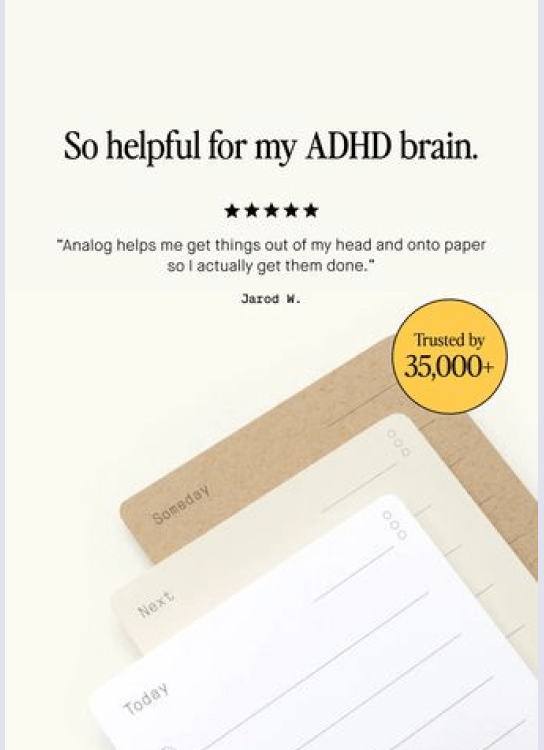 So helpful for my ADHD brain.
★★★★★
"Analog helps me get things out of my head and onto paper
so I actually get them done."
Jarod W.
Trusted by
35,000+
Someday
Next
Today